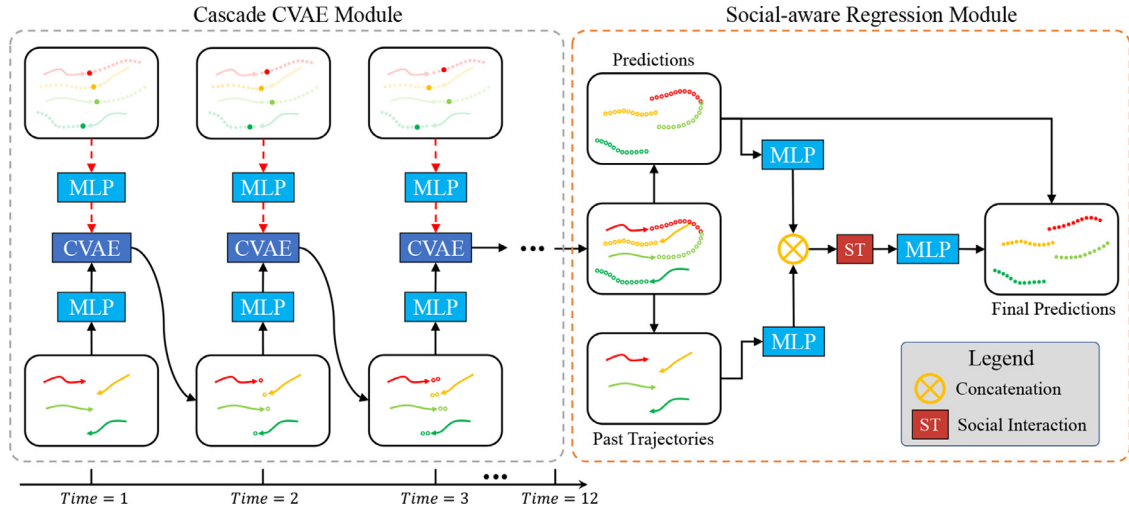 Cascade CVAE Module
Social-aware Regression Module
MLP
MLP
MLP
CVAE
CVAE
CVAE
•••
MLP
MLP
MLP
•••
Time = 1
Time = 2
Time = 3
Time = 12
Predictions
MLP
ST
MLP
MLP
Past Trajectories
Final Predictions
Legend
Concatenation
ST
Social Interaction